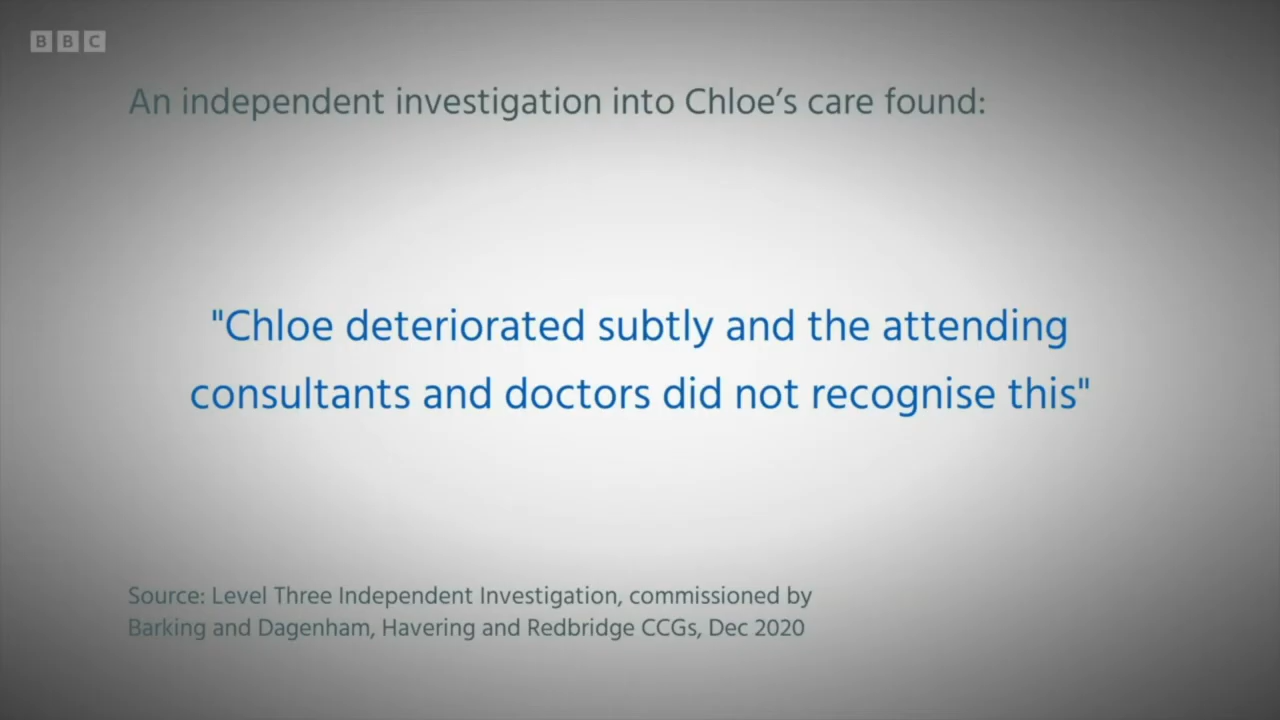 BBC
An independent investigation into Chloe's care found:
"Chloe deteriorated subtly and the attending
consultants and doctors did not recognise this"
Source: Level Three Independent Investigation, commissioned by
Barking and Dagenham, Havering and Redbridge CCGs, Dec 2020